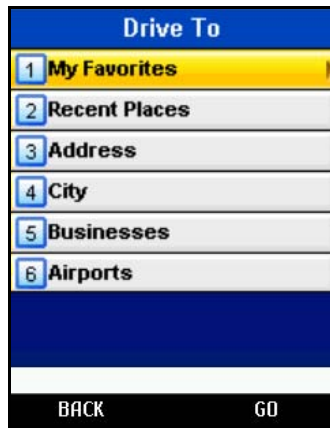 Drive To
1 My Favorites
2 Recent Places
3 Address
4 City
5 Businesses
6 Airports
BACK GO